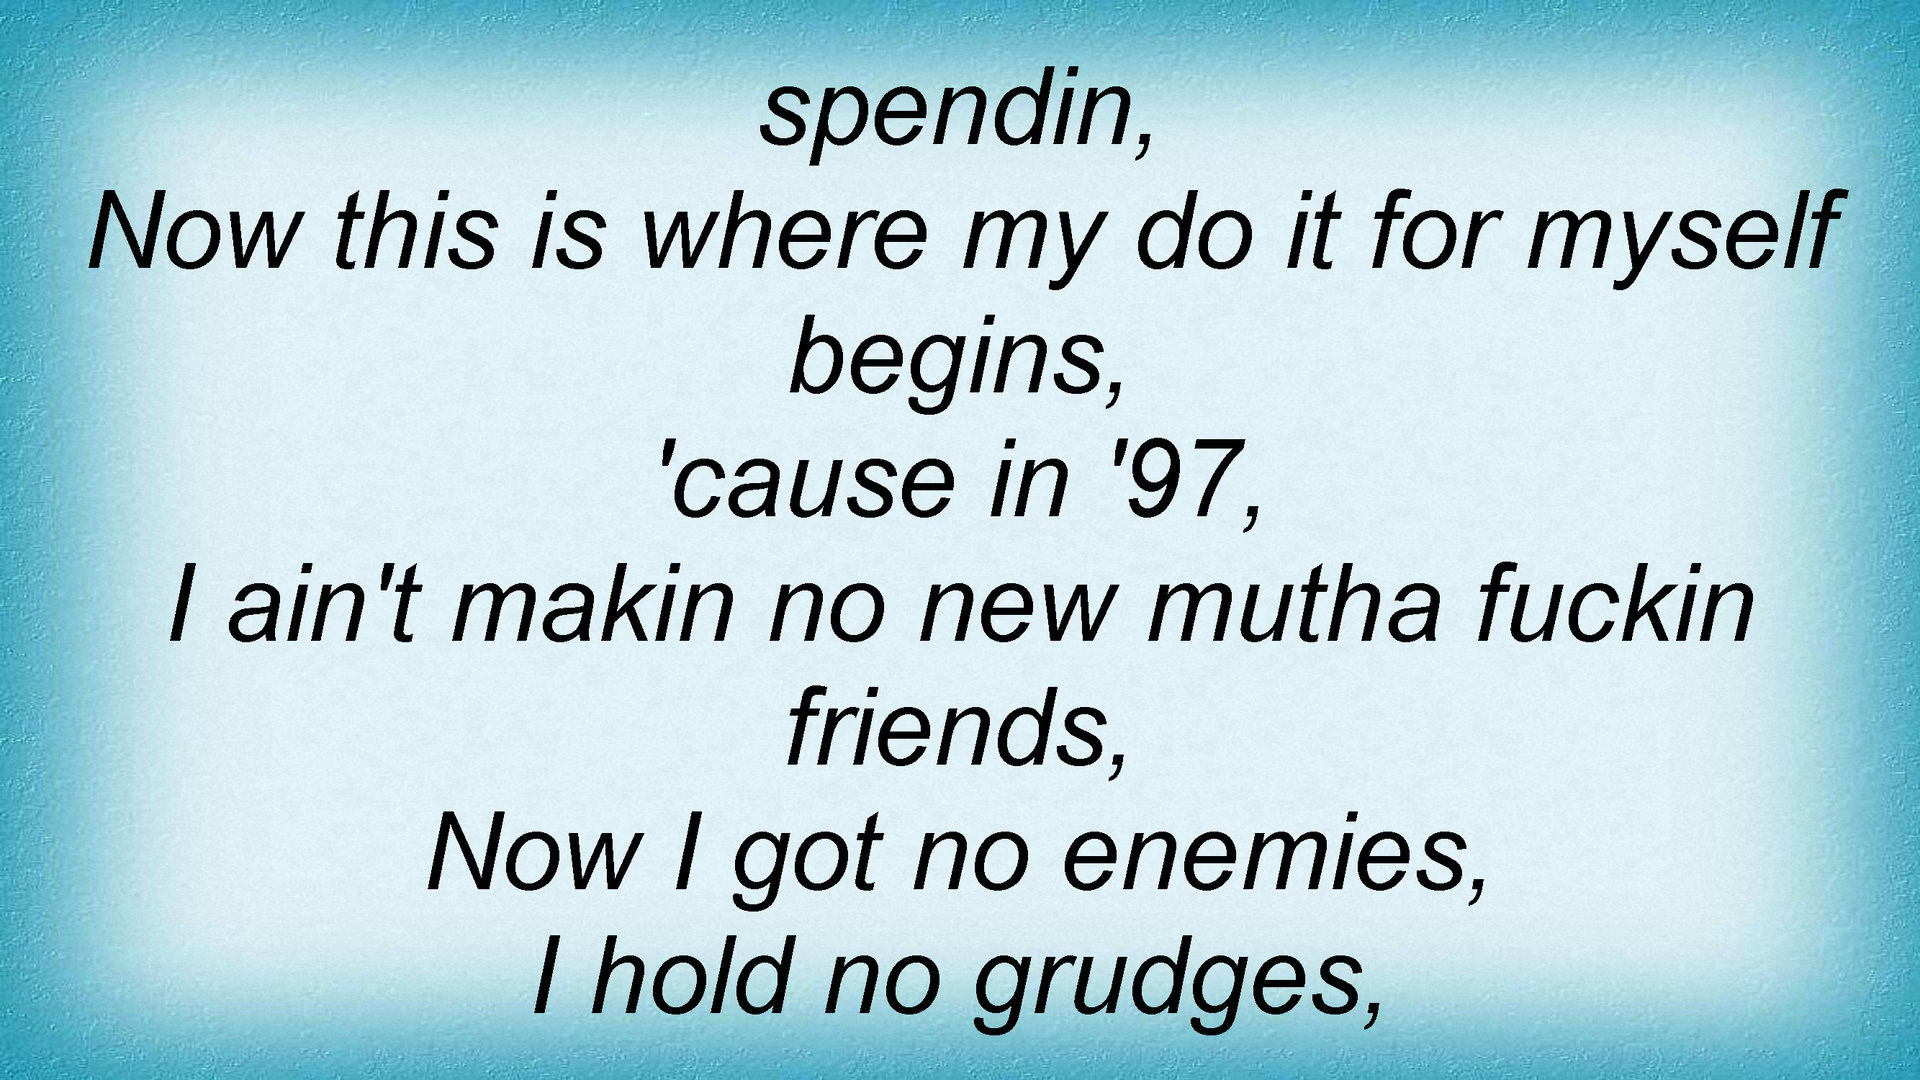 spendin,
Now this is where my do it for myself
begins,
'cause in '97,
I ain't makin no new mutha fuckin
friends,
Now I got no enemies,
I hold no grudges,